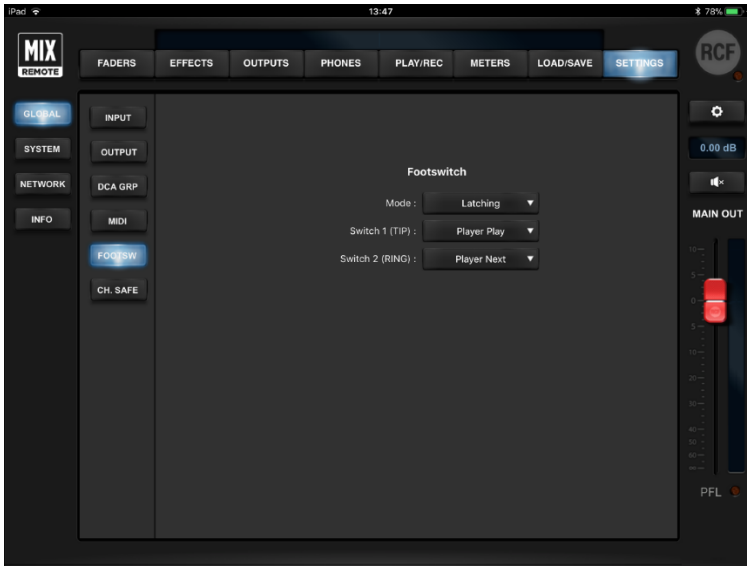 iPad 13:47 78%
MIX
REMOTE
FADERS EFFECTS OUTPUTS PHONES PLAY/REC METERS LOAD/SAVE SETTINGS
RCF
GLOBAL
SYSTEM
NETWORK
INFO
INPUT
OUTPUT
DCA GRP
MIDI
FOOTSW
CH. SAFE
Footswitch
Mode : Latching
Switch 1 (TIP) : Player Play
Switch 2 (RING) : Player Next
0.00 dB
MAIN OUT
10
5
0
5
10
20
30
40
50
60
PFL